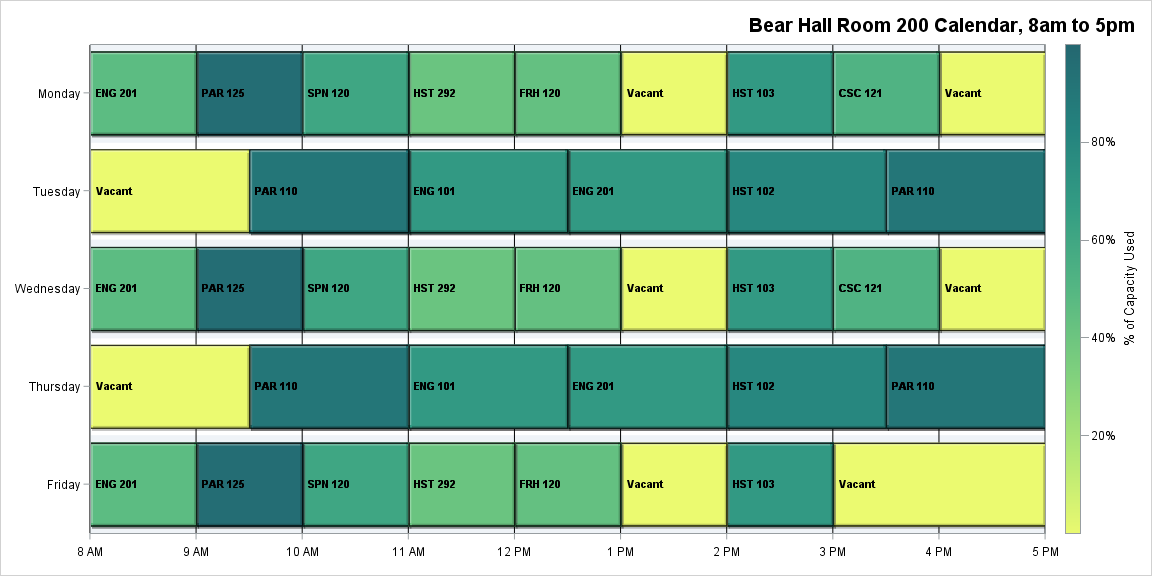 Bear Hall Room 200 Calendar, 8am to 5pm
Monday ENG 201 PAR 125 SPN 120 HST 292 FRH 120 Vacant HST 103 CSC 121 Vacant
Tuesday Vacant PAR 110 ENG 101 ENG 201 HST 102 PAR 110
Wednesday ENG 201 PAR 125 SPN 120 HST 292 FRH 120 Vacant HST 103 CSC 121 Vacant
Thursday Vacant PAR 110 ENG 101 ENG 201 HST 102 PAR 110
Friday ENG 201 PAR 125 SPN 120 HST 292 FRH 120 Vacant HST 103 Vacant
8 AM 9 AM 10 AM 11 AM 12 PM 1 PM 2 PM 3 PM 4 PM 5 PM
80%
60%
40%
20%
% of Capacity Used